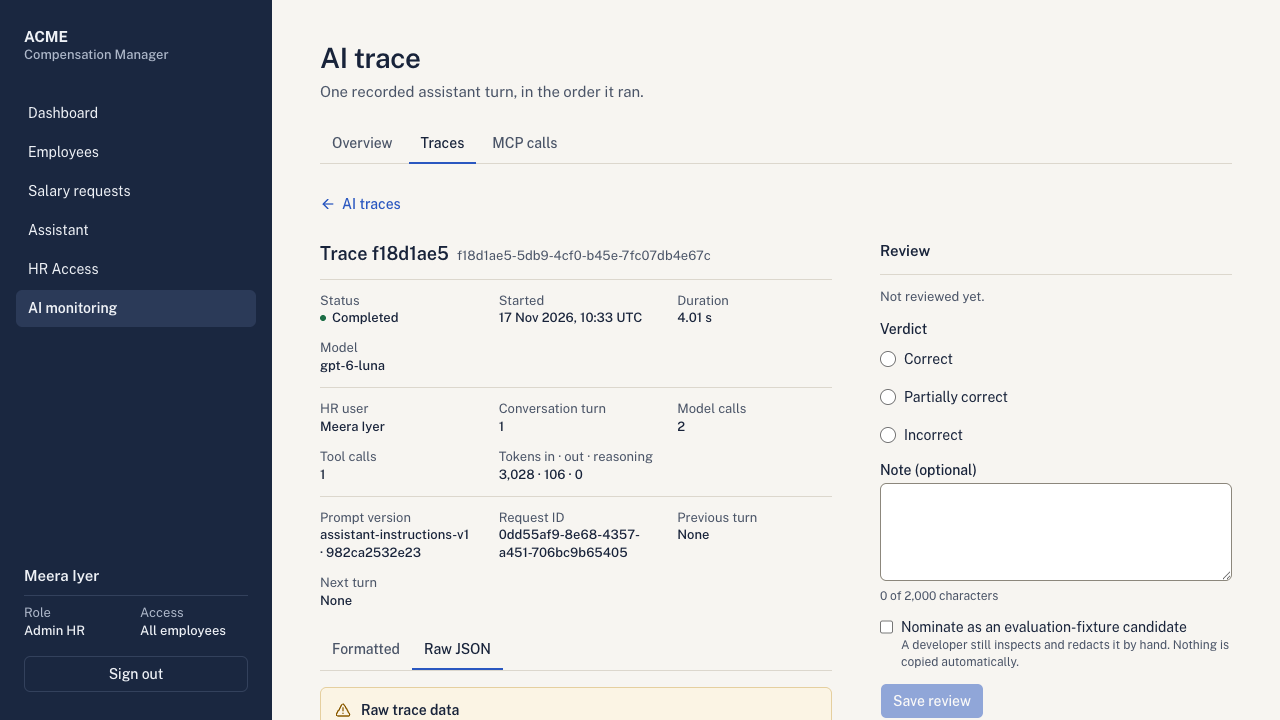 ACME
Compensation Manager
Dashboard
Employees
Salary requests
Assistant
HR Access
AI monitoring
Meera Iyer
Role
Admin HR
Access
All employees
Sign out
AI trace
One recorded assistant turn, in the order it ran.
Overview
Traces
MCP calls
← AI traces
Trace f18d1ae5 f18d1ae5-5db9-4cf0-b45e-7fc07db4e67c
Status
Completed
Started
17 Nov 2026, 10:33 UTC
Duration
4.01 s
Model
gpt-6-luna
HR user
Meera Iyer
Conversation turn
1
Model calls
2
Tool calls
1
Tokens in · out · reasoning
3,028 · 106 · 0
Prompt version
assistant-instructions-v1
· 982ca2532e23
Request ID
0dd55af9-8e68-4357-
a451-706bc9b65405
Previous turn
None
Next turn
None
Formatted
Raw JSON
Raw trace data
Review
Not reviewed yet.
Verdict
Correct
Partially correct
Incorrect
Note (optional)
0 of 2,000 characters
Nominate as an evaluation-fixture candidate
A developer still inspects and redacts it by hand. Nothing is
copied automatically.
Save review